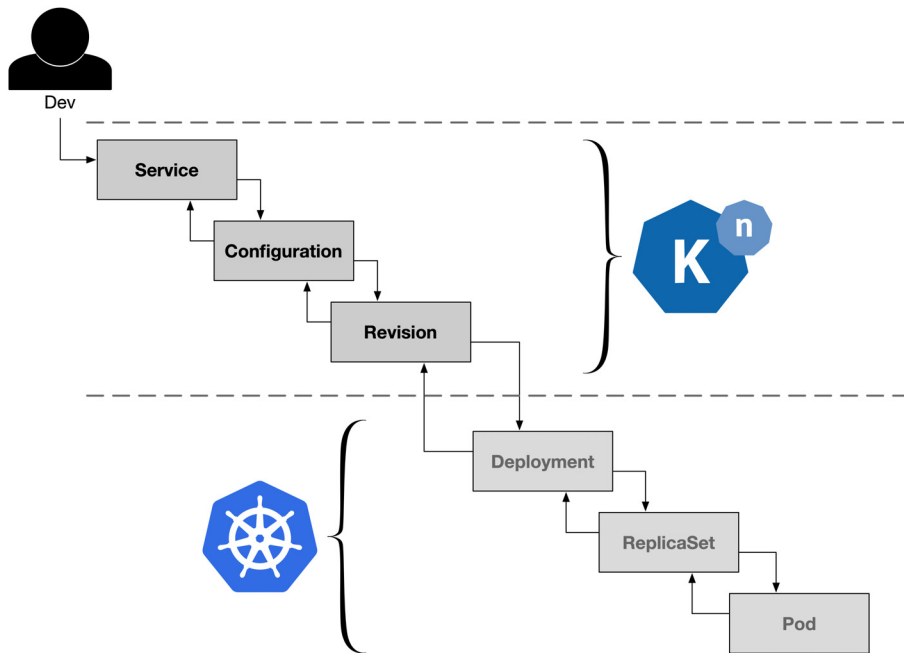 Dev
Service
Configuration
K n
Revision
Deployment
ReplicaSet
Pod